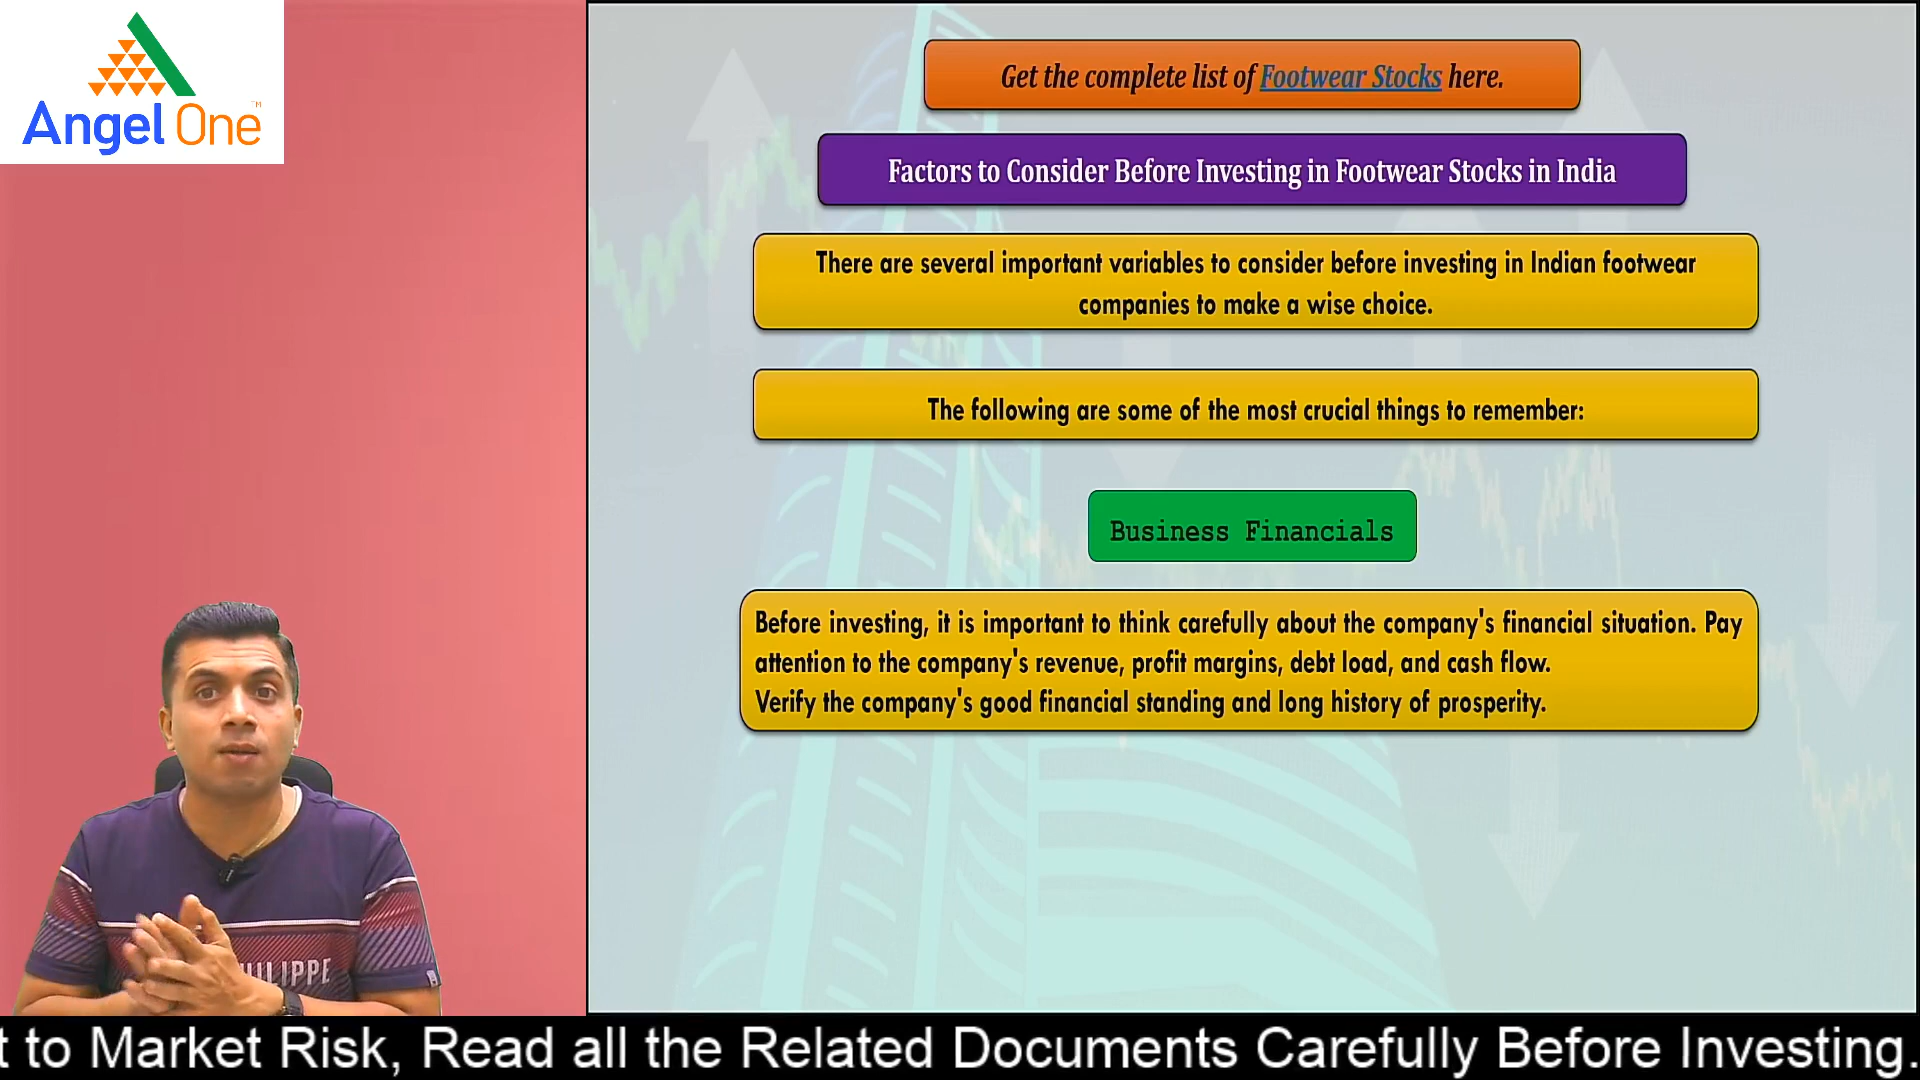 Angel One™
Get the complete list of Footwear Stocks here.
Factors to Consider Before Investing in Footwear Stocks in India
There are several important variables to consider before investing in Indian footwear
companies to make a wise choice.
The following are some of the most crucial things to remember:
Business Financials
Before investing, it is important to think carefully about the company's financial situation. Pay
attention to the company's revenue, profit margins, debt load, and cash flow.
Verify the company's good financial standing and long history of prosperity.
HILIPPE
t to Market Risk, Read all the Related Documents Carefully Before Investing.